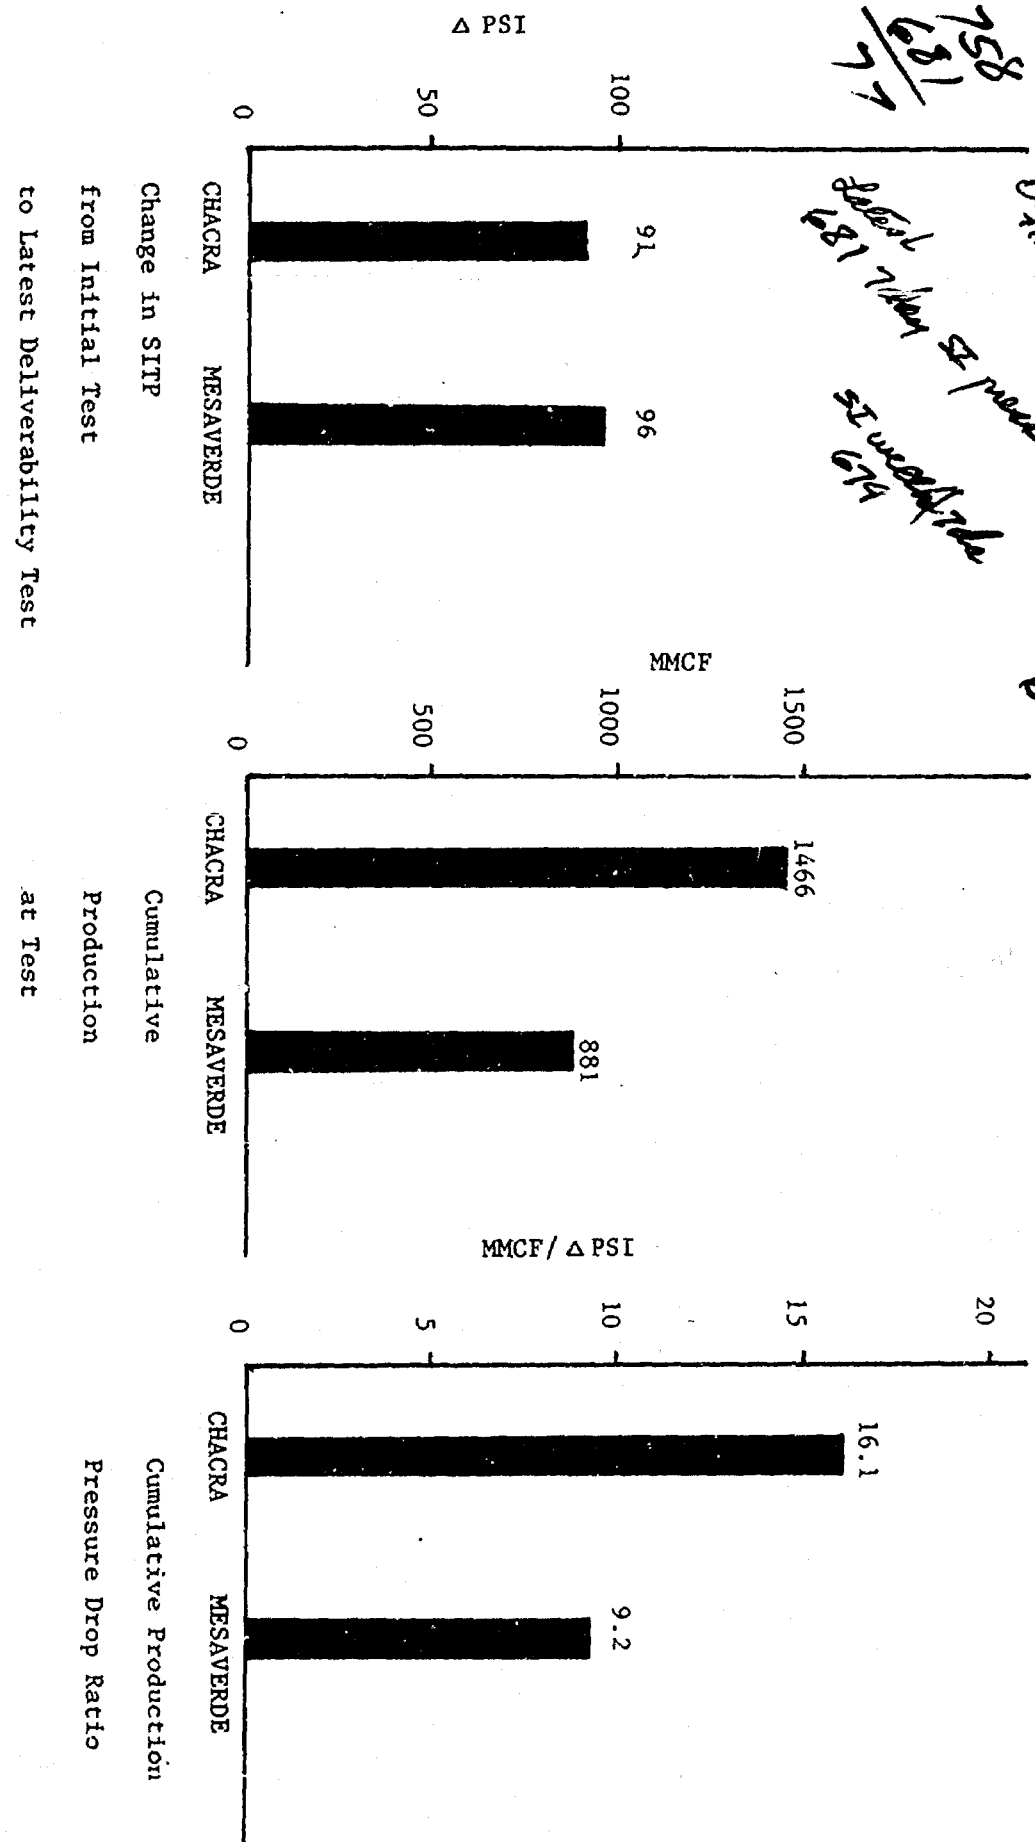 758
681
77
Latest
681 7 day SI
SI
674
Δ PSI
100
50
0
91
96
CHACRA
MESAVERDE
Change in SITP
from Initial Test
to Latest Deliverability Test
MMCF
1500
1000
500
0
1466
881
CHACRA
MESAVERDE
Cumulative
Production
at Test
MMCF/ Δ PSI
20
15
10
5
0
16.1
9.2
CHACRA
MESAVERDE
Cumulative Production
Pressure Drop Ratio